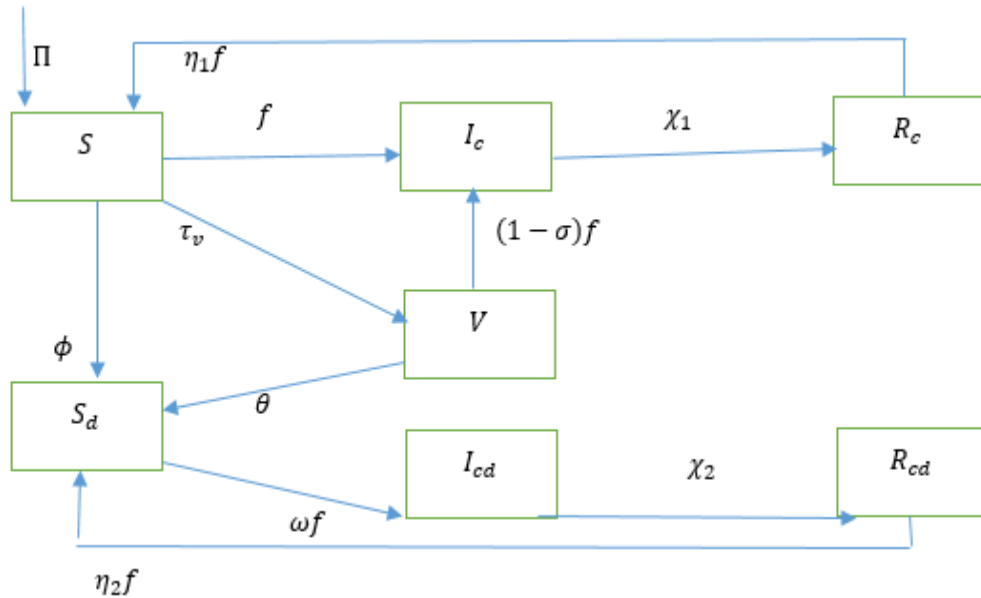 Π
η₁f
S
f
I_c
χ₁
R_c
τ_v
(1 − σ)f
V
ϕ
θ
S_d
I_cd
χ₂
R_cd
ωf
η₂f